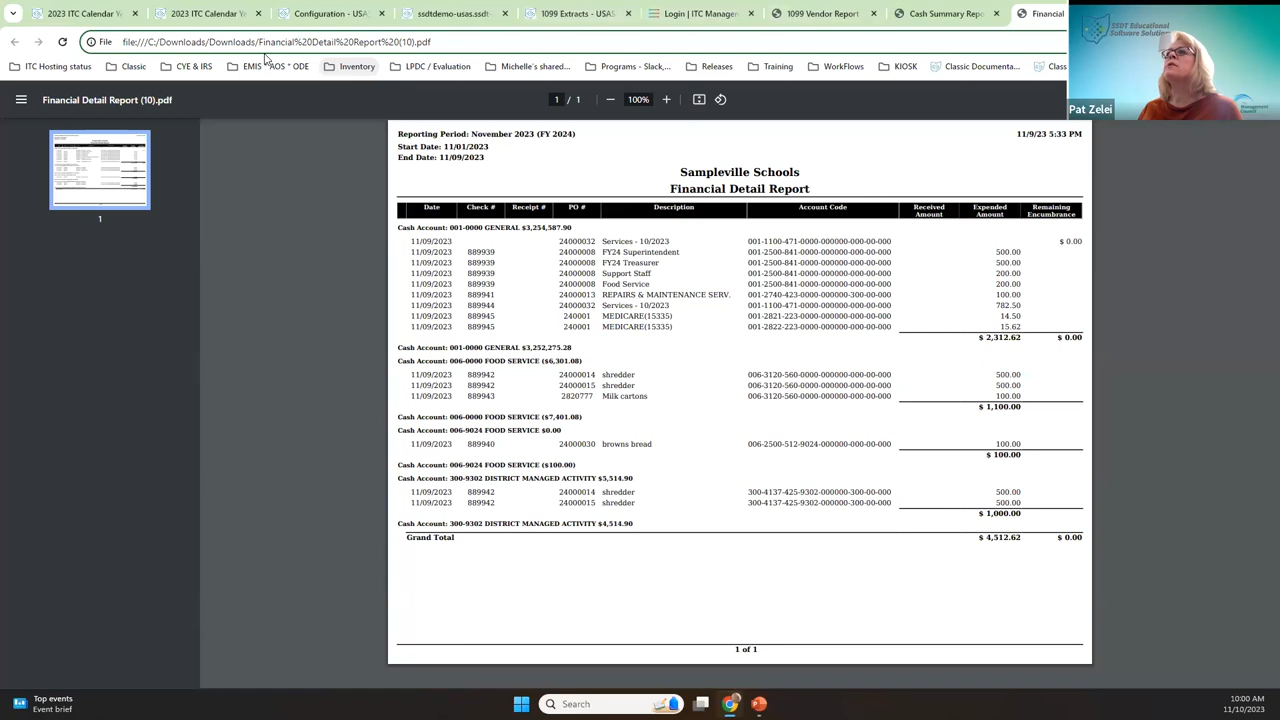 2023 ITC Calendar Ye
2023 ITC Calendar Ye
Configuration - USA
ssdtdemo-usas.ssdt
1099 Extracts - USAS
Login | ITC Manager
1099 Vendor Report
Cash Summary Repo
Financial
File
file:///C:/Downloads/Downloads/Financial%20Detail%20Report%20(10).pdf
ITC Hosting status
Classic
CYE & IRS
EMIS * AOS * ODE
Inventory
LPDC / Evaluation
Michelle's shared...
Programs - Slack,...
Releases
Training
WorkFlows
KIOSK
Classic Documenta...
Class
SSDT Educational
Software Solutions
Pat Zelei
Management
Council
Financial Detail Report (10).pdf
1 / 1
100%
1
Reporting Period: November 2023 (FY 2024) 11/9/23 5:33 PM
Start Date: 11/01/2023
End Date: 11/09/2023
Sampleville Schools
Financial Detail Report
Date Check # Receipt # PO # Description Account Code Received Amount Expended Amount Remaining Encumbrance
Cash Account: 001-0000 GENERAL $3,254,587.90
11/09/2023 24000032 Services - 10/2023 001-1100-471-0000-000000-000-00-000 $ 0.00
11/09/2023 889939 24000008 FY24 Superintendent 001-2500-841-0000-000000-000-00-000 500.00
11/09/2023 889939 24000008 FY24 Treasurer 001-2500-841-0000-000000-000-00-000 500.00
11/09/2023 889939 24000008 Support Staff 001-2500-841-0000-000000-000-00-000 200.00
11/09/2023 889939 24000008 Food Service 001-2500-841-0000-000000-000-00-000 200.00
11/09/2023 889941 24000013 REPAIRS & MAINTENANCE SERV. 001-2740-423-0000-000000-300-00-000 100.00
11/09/2023 889944 24000032 Services - 10/2023 001-1100-471-0000-000000-000-00-000 782.50
11/09/2023 889945 240001 MEDICARE(15335) 001-2821-223-0000-000000-000-00-000 14.50
11/09/2023 889945 240001 MEDICARE(15335) 001-2822-223-0000-000000-000-00-000 15.62
$ 2,312.62 $ 0.00
Cash Account: 001-0000 GENERAL $3,252,275.28
Cash Account: 006-0000 FOOD SERVICE ($6,301.08)
11/09/2023 889942 24000014 shredder 006-3120-560-0000-000000-000-00-000 500.00
11/09/2023 889942 24000015 shredder 006-3120-560-0000-000000-000-00-000 500.00
11/09/2023 889943 2820777 Milk cartons 006-3120-560-0000-000000-000-00-000 100.00
$ 1,100.00
Cash Account: 006-0000 FOOD SERVICE ($7,401.08)
Cash Account: 006-9024 FOOD SERVICE $0.00
11/09/2023 889940 24000030 browns bread 006-2500-512-9024-000000-000-00-000 100.00
$ 100.00
Cash Account: 006-9024 FOOD SERVICE ($100.00)
Cash Account: 300-9302 DISTRICT MANAGED ACTIVITY $5,514.90
11/09/2023 889942 24000014 shredder 300-4137-425-9302-000000-300-00-000 500.00
11/09/2023 889942 24000015 shredder 300-4137-425-9302-000000-300-00-000 500.00
$ 1,000.00
Cash Account: 300-9302 DISTRICT MANAGED ACTIVITY $4,514.90
Grand Total $ 4,512.62 $ 0.00
1 of 1
Top events
Event brief
Search
10:00 AM
11/10/2023